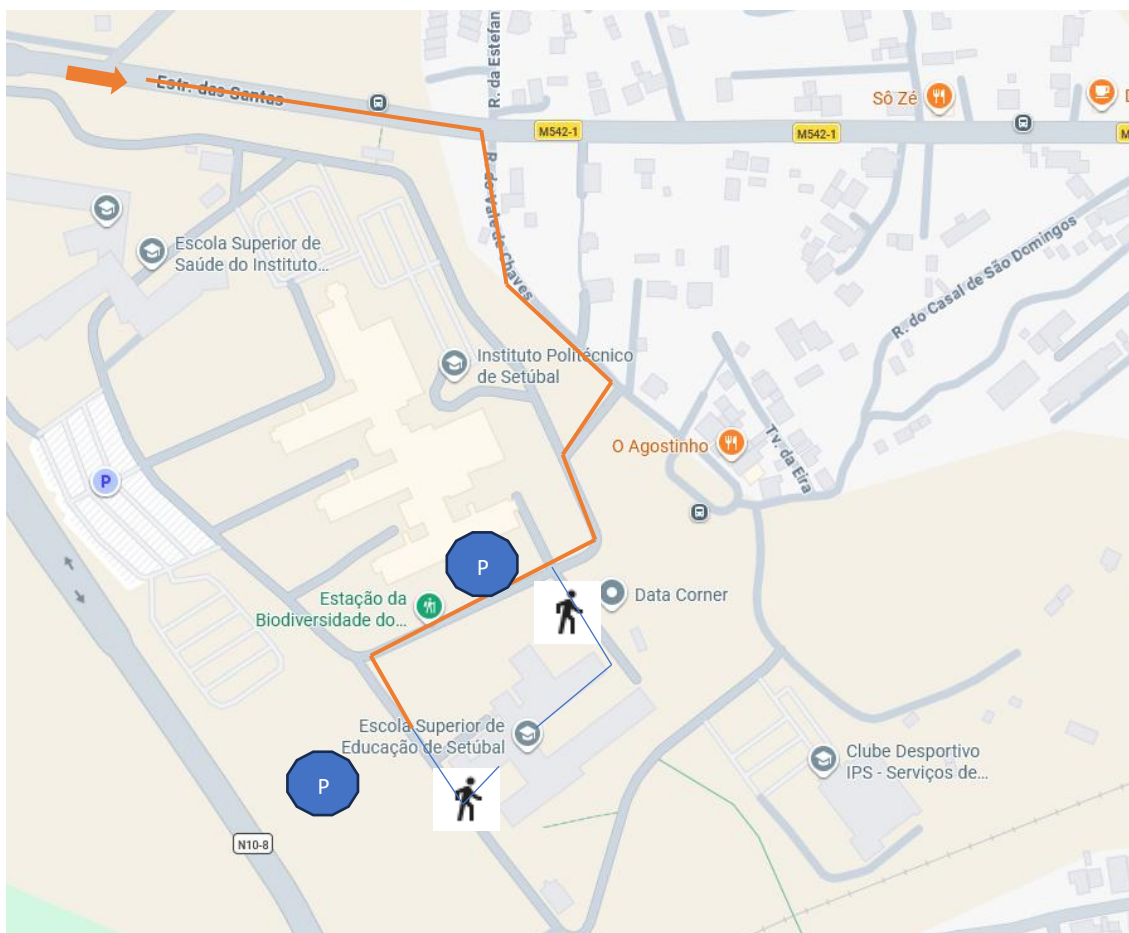 Estr. das Santas
R. da Estefan
Sô Zé
M542-1
M542-1
M
R. do Vale de Chaves
Escola Superior de
Saúde do Instituto...
R. do Casal de São Domingos
Instituto Politécnico
de Setúbal
O Agostinho
Tv. da Eira
P
P
Estação da
Biodiversidade do...
Data Corner
Escola Superior de
Educação de Setúbal
Clube Desportivo
IPS - Serviços de...
P
N10-8